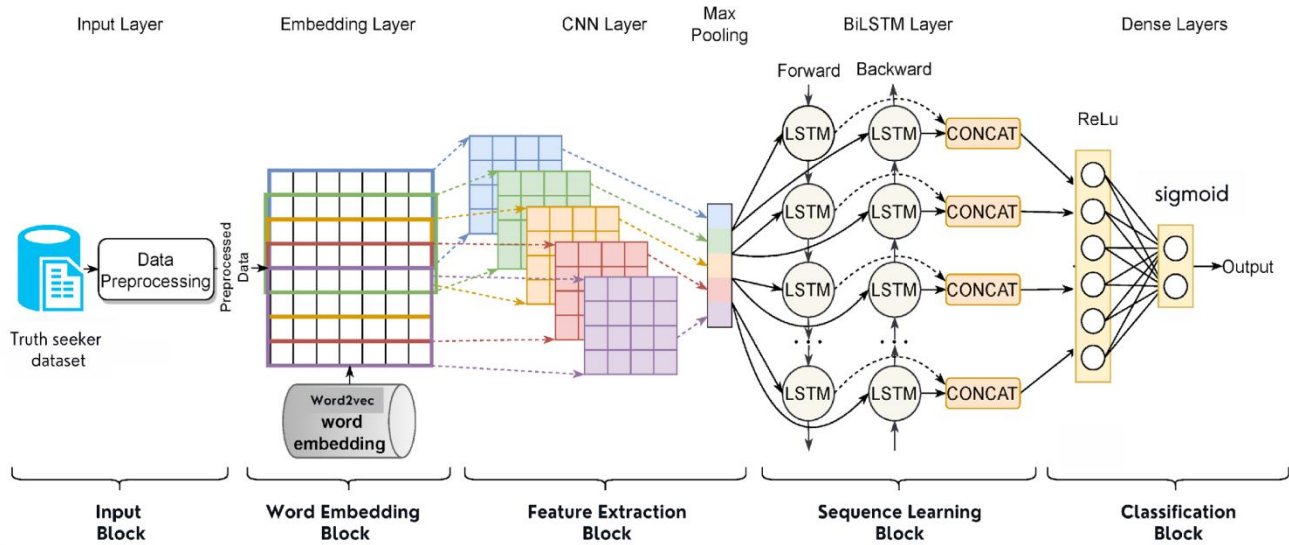 Input Layer
Embedding Layer
CNN Layer
Max
Pooling
BiLSTM Layer
Dense Layers
Forward
Backward
LSTM
LSTM
CONCAT
LSTM
LSTM
CONCAT
LSTM
LSTM
CONCAT
LSTM
LSTM
CONCAT
ReLu
sigmoid
Output
Data
Preprocessing
Preprocessed
Data
Truth seeker
dataset
Word2vec
word
embedding
Input
Block
Word Embedding
Block
Feature Extraction
Block
Sequence Learning
Block
Classification
Block